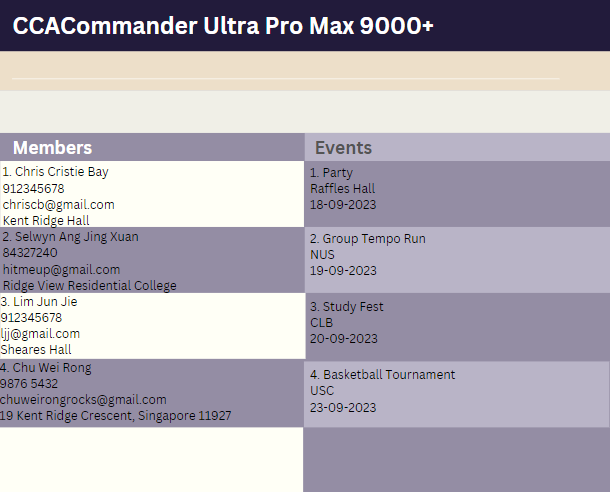 CCACommander Ultra Pro Max 9000+
Members
1. Chris Cristie Bay
912345678
chriscb@gmail.com
Kent Ridge Hall
2. Selwyn Ang Jing Xuan
84327240
hitmeup@gmail.com
Ridge View Residential College
3. Lim Jun Jie
912345678
ljj@gmail.com
Sheares Hall
4. Chu Wei Rong
9876 5432
chuweirongrocks@gmail.com
19 Kent Ridge Crescent, Singapore 11927
Events
1. Party
Raffles Hall
18-09-2023
2. Group Tempo Run
NUS
19-09-2023
3. Study Fest
CLB
20-09-2023
4. Basketball Tournament
USC
23-09-2023